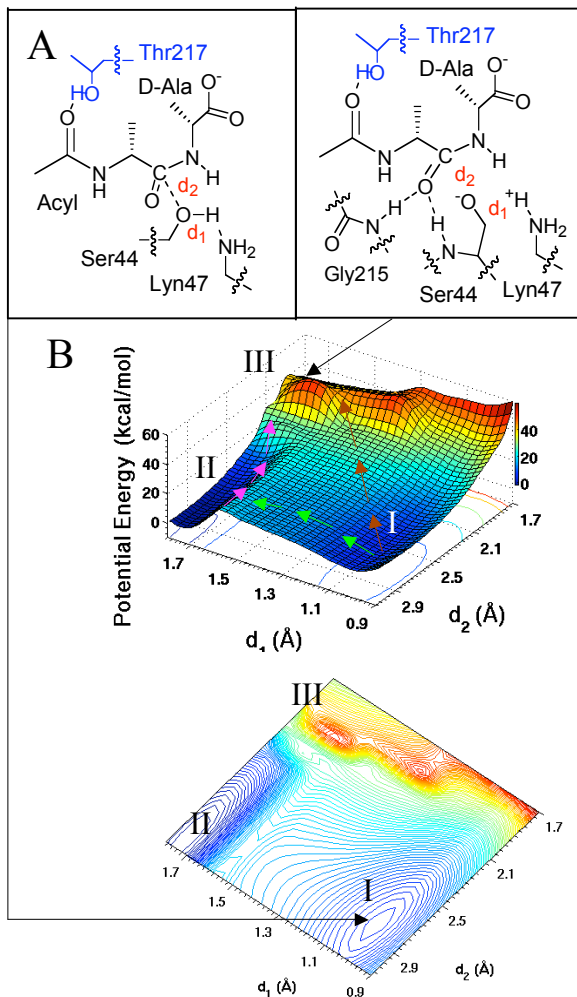 A
Thr217
HO
D-Ala
O-
O
O
N
H
C
N
H
O
d2
Acyl
O
H
d1
Ser44
NH2
Lyn47
Thr217
HO
D-Ala
O-
O
O
N
H
C
N
H
O
d2
H
N
O
H
-O
d1
+H
N
NH2
Gly215
Ser44
Lyn47
B
III
II
I
Potential Energy (kcal/mol)
60
40
20
0
40
20
0
1.7
1.5
1.3
1.1
0.9
d1 (Å)
2.9
2.5
2.1
1.7
d2 (Å)
III
II
I
1.7
1.5
1.3
1.1
0.9
d1 (Å)
2.9
2.5
2.1
1.7
d2 (Å)